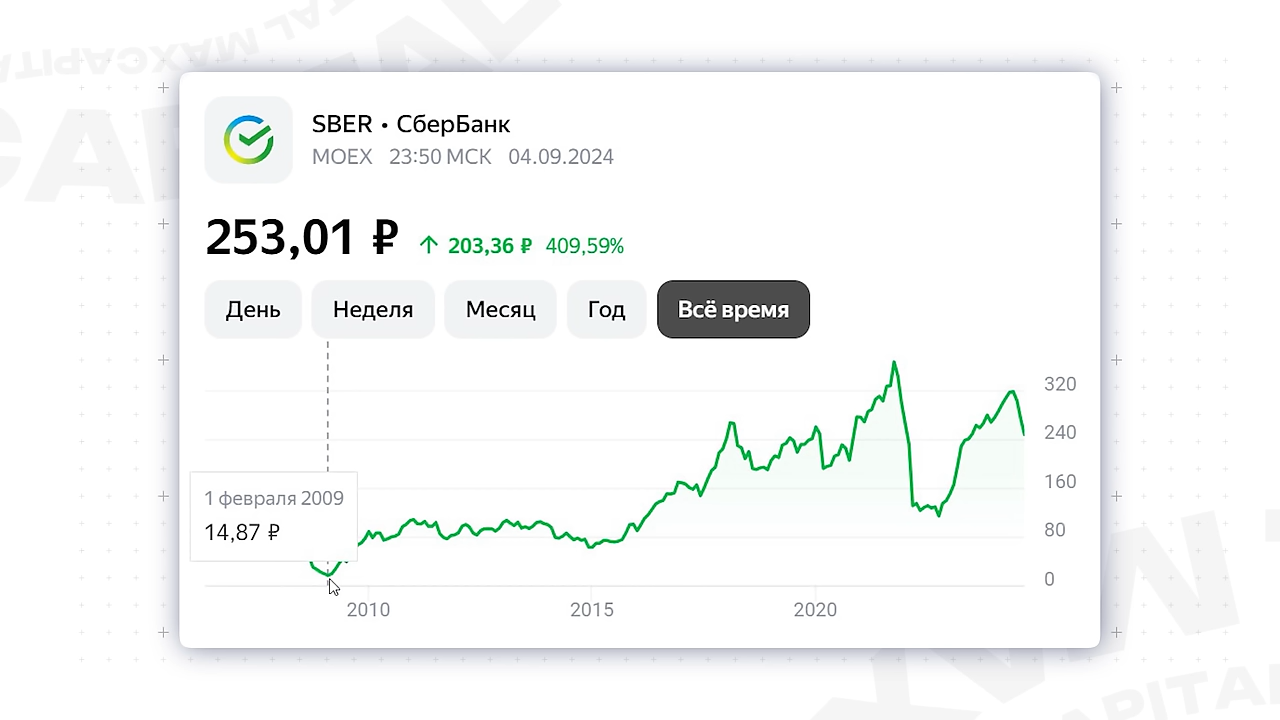 SBER • СберБанк
MOEX 23:50 МСК 04.09.2024
253,01 ₽ ↑ 203,36 ₽ 409,59%
День Неделя Месяц Год Всё время
320
240
1 февраля 2009
14,87 ₽
160
80
0
2010 2015 2020
MAXCAPITAL